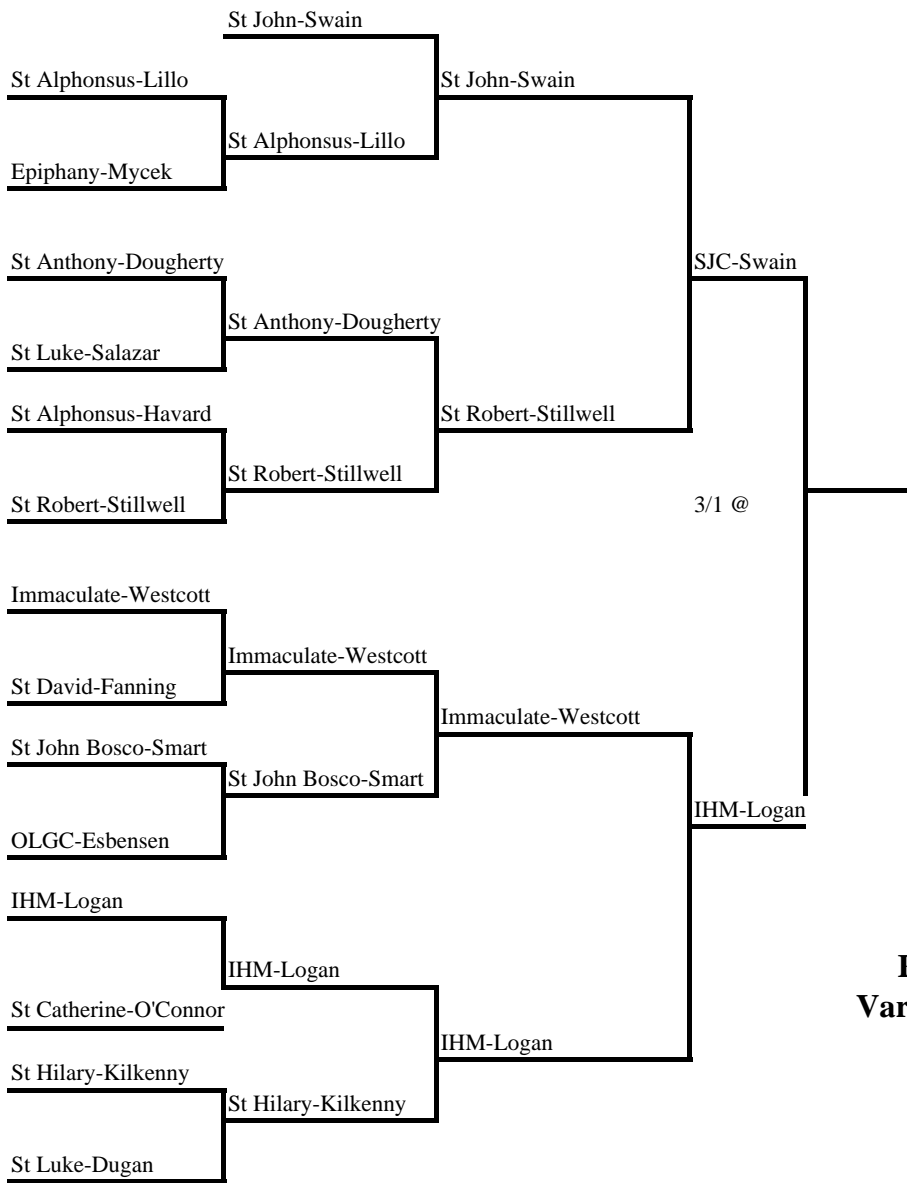 St John-Swain
St Alphonsus-Lillo
St John-Swain
St Alphonsus-Lillo
Epiphany-Mycek
St Anthony-Dougherty
SJC-Swain
St Anthony-Dougherty
St Luke-Salazar
St Alphonsus-Havard
St Robert-Stillwell
St Robert-Stillwell
St Robert-Stillwell
3/1 @
Immaculate-Westcott
Immaculate-Westcott
St David-Fanning
Immaculate-Westcott
St John Bosco-Smart
St John Bosco-Smart
IHM-Logan
OLGC-Esbensen
IHM-Logan
IHM-Logan
St Catherine-O'Connor
IHM-Logan
St Hilary-Kilkenny
St Hilary-Kilkenny
St Luke-Dugan